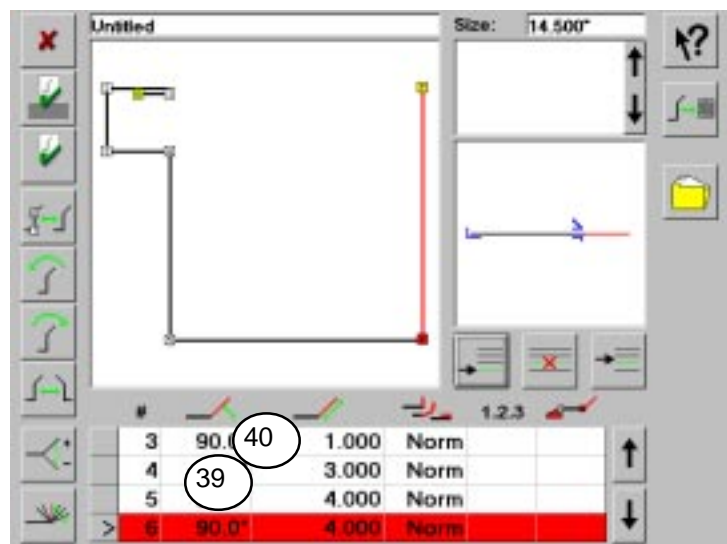 Untitled Size: 14.500"
# 1.2.3
3 90.0 40 1.000 Norm
4 39 3.000 Norm
5 4.000 Norm
> 6 90.0° 4.000 Norm